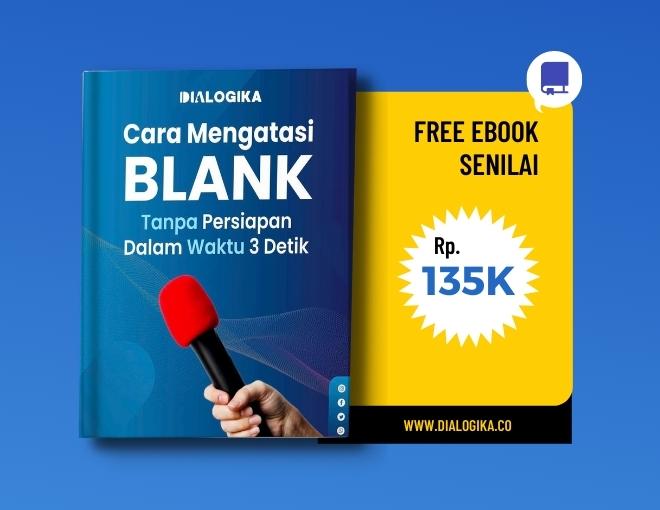 DIALOGIKA
Cara Mengatasi
BLANK
Tanpa Persiapan
Dalam Waktu 3 Detik
FREE EBOOK
SENILAI
Rp.
135K
WWW.DIALOGIKA.CO